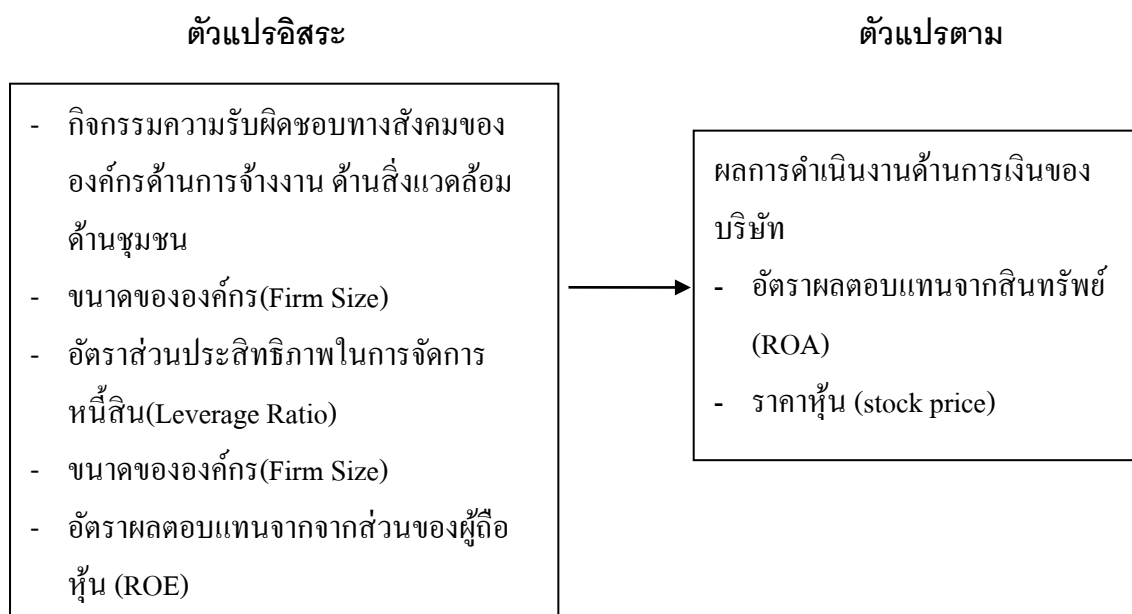 ตัวแปรอิสระ
ตัวแปรตาม
- กิจกรรมความรับผิดชอบทางสังคมของ
องค์กรด้านการจ้างงาน ด้านสิ่งแวดล้อม
ด้านชุมชน
- ขนาดขององค์กร(Firm Size)
- อัตราส่วนประสิทธิภาพในการจัดการ
หนี้สิน(Leverage Ratio)
- ขนาดขององค์กร(Firm Size)
- อัตราผลตอบแทนจากจากส่วนของผู้ถือ
หุ้น (ROE)
ผลการดำเนินงานด้านการเงินของ
บริษัท
- อัตราผลตอบแทนจากสินทรัพย์
(ROA)
- ราคาหุ้น (stock price)